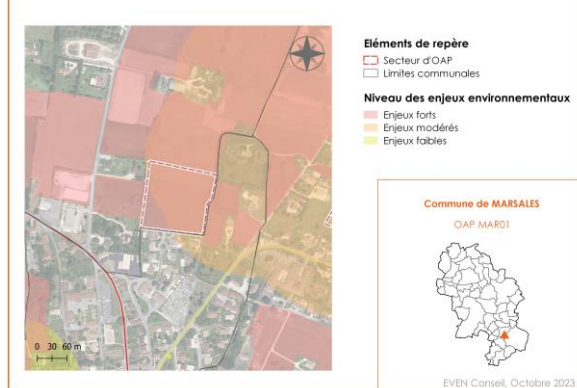 Eléments de repère
Secteur d'OAP
Limites communales
Niveau des enjeux environnementaux
Enjeux forts
Enjeux modérés
Enjeux faibles
0 30 60 m
Commune de MARSALES
OAP MAR01
EVEN Conseil, Octobre 2023